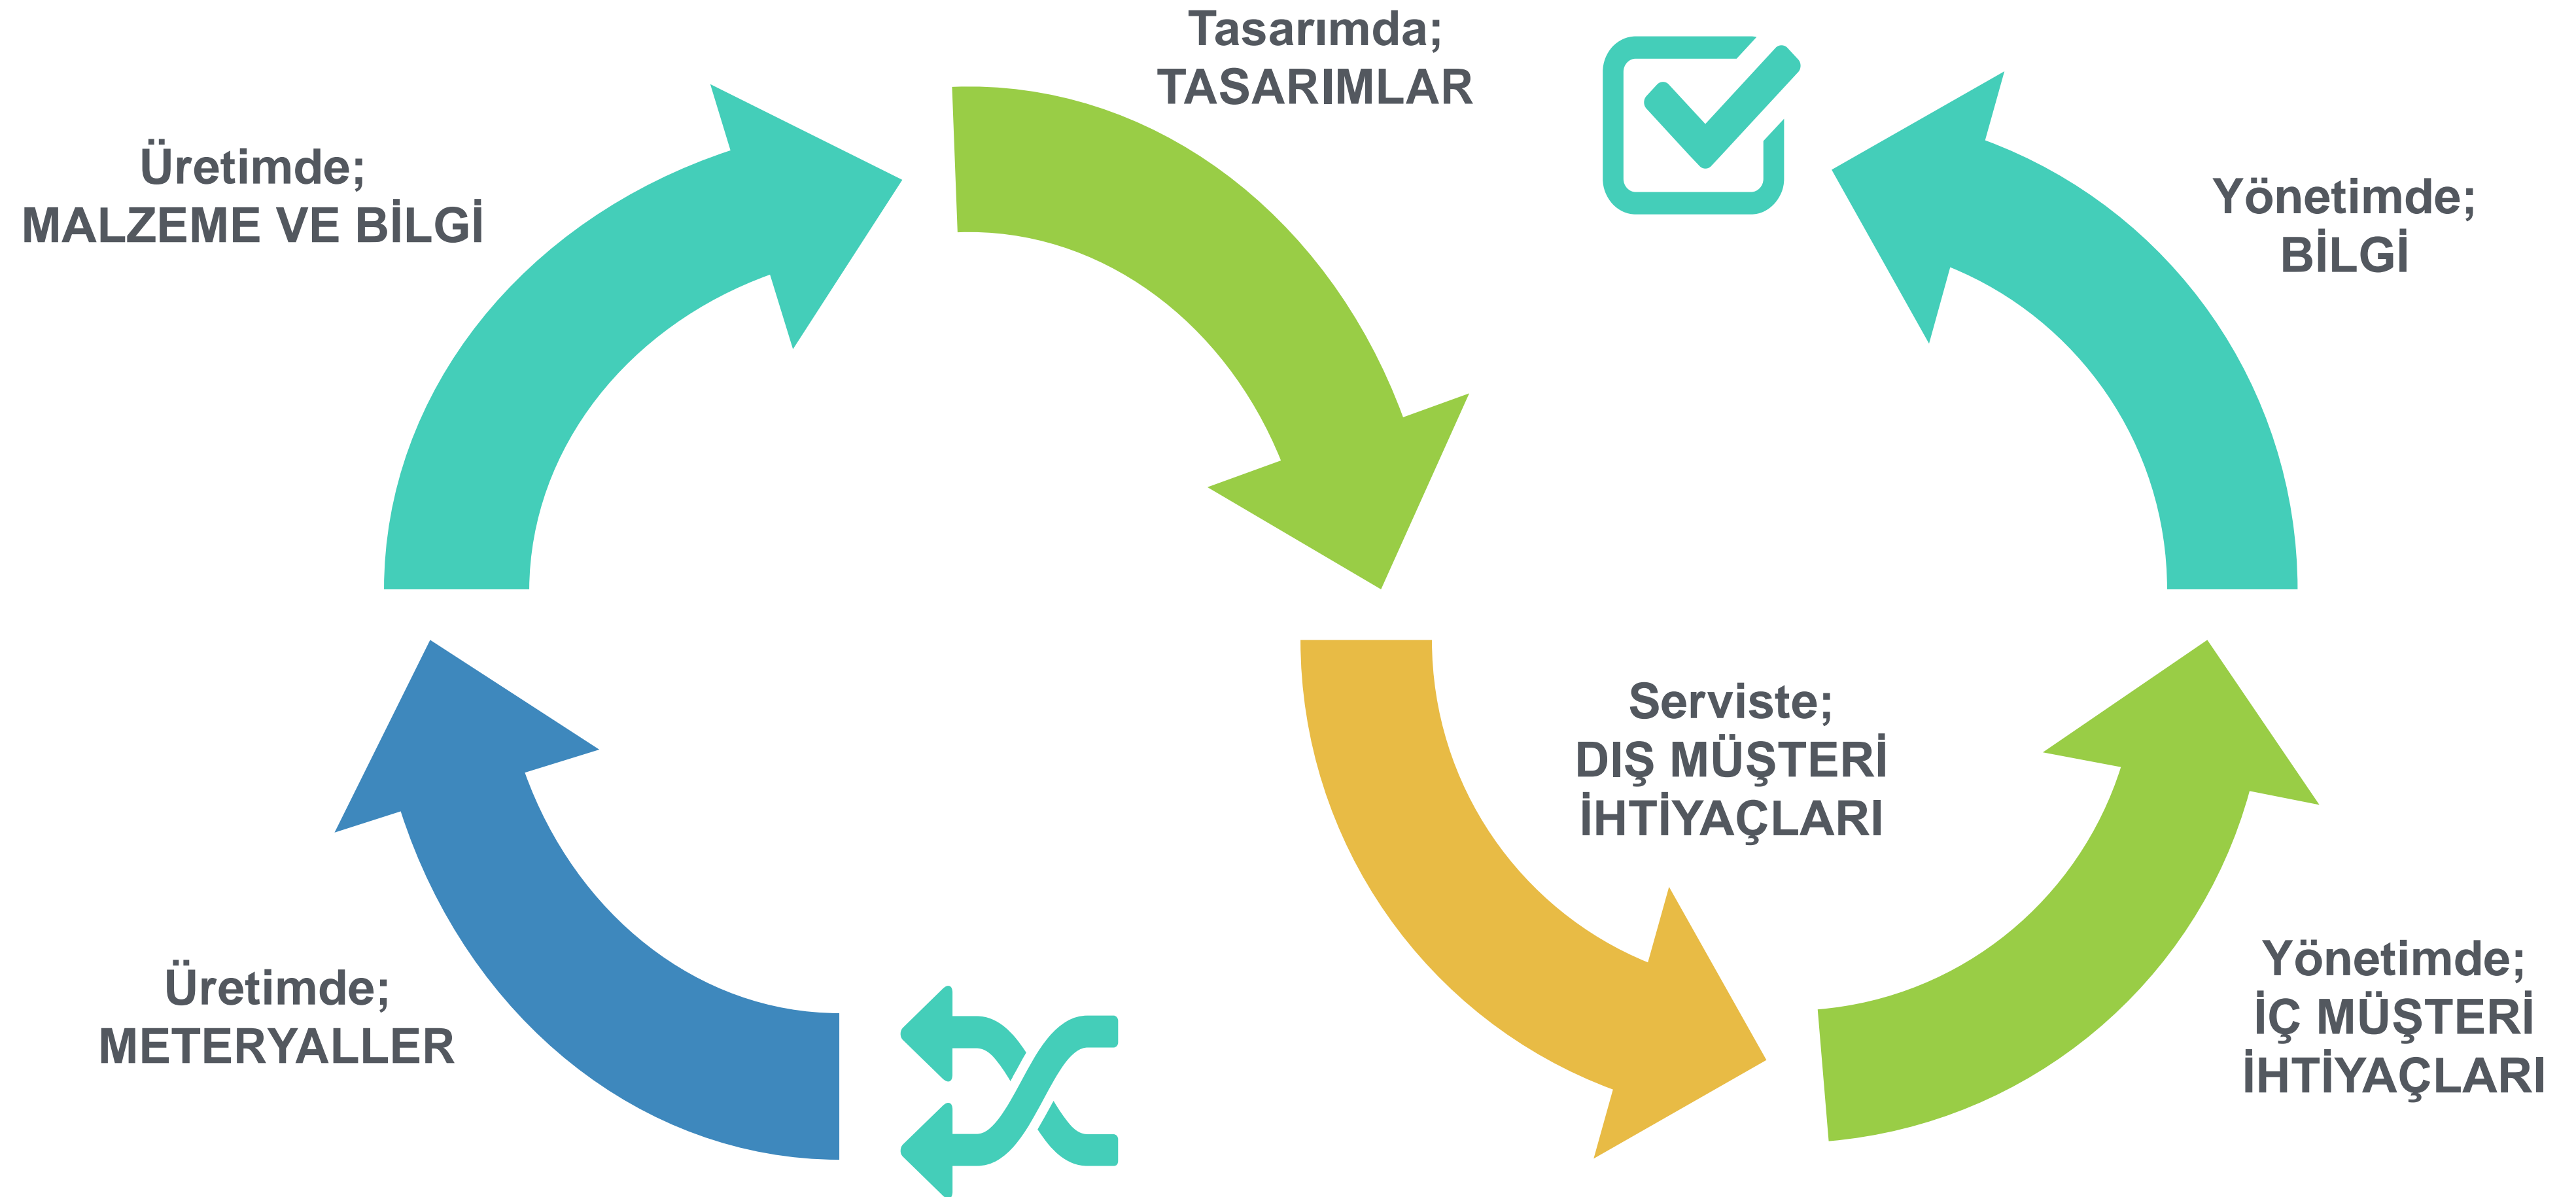 Tasarımda;
TASARIMLAR
Üretimde;
MALZEME VE BİLGİ
Yönetimde;
BİLGİ
Serviste;
DIŞ MÜŞTERİ
İHTİYAÇLARI
Üretimde;
METERYALLER
Yönetimde;
İÇ MÜŞTERİ
İHTİYAÇLARI